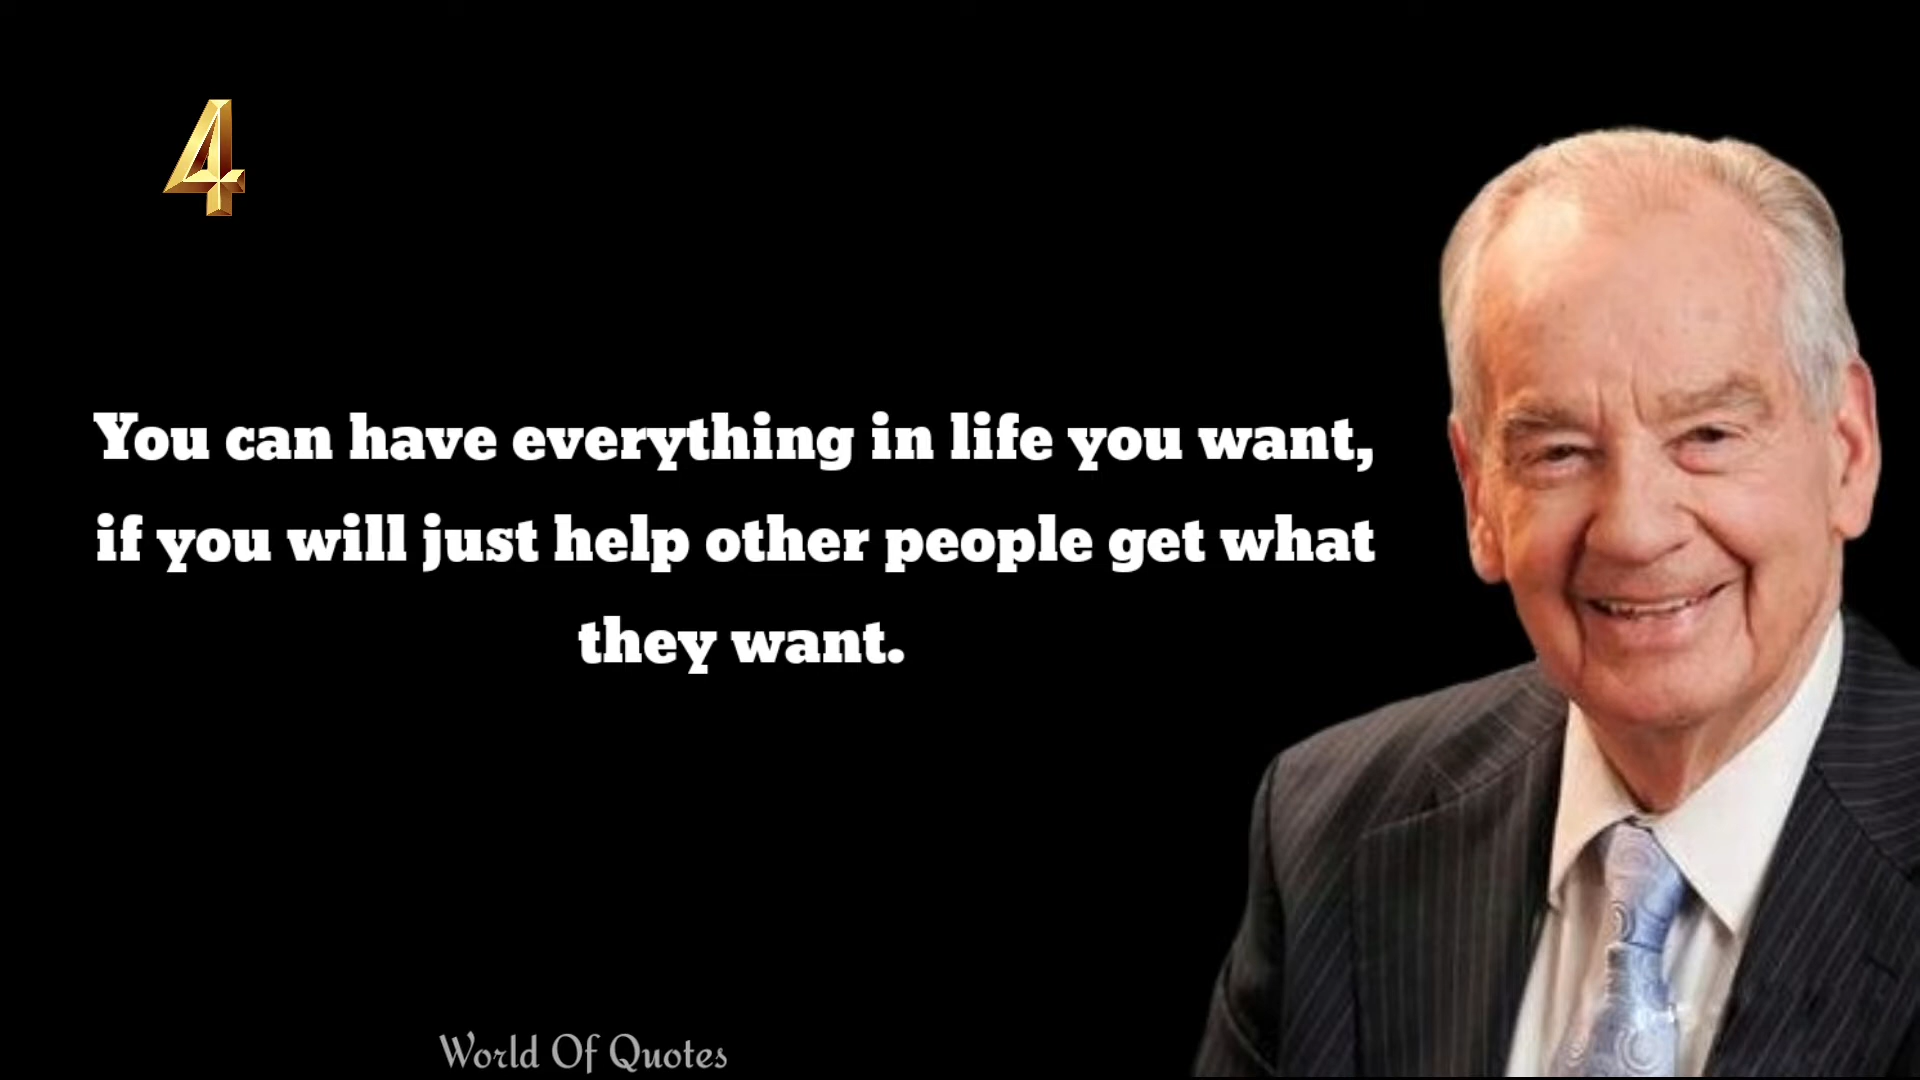 4
You can have everything in life you want,
if you will just help other people get what
they want.
World Of Quotes